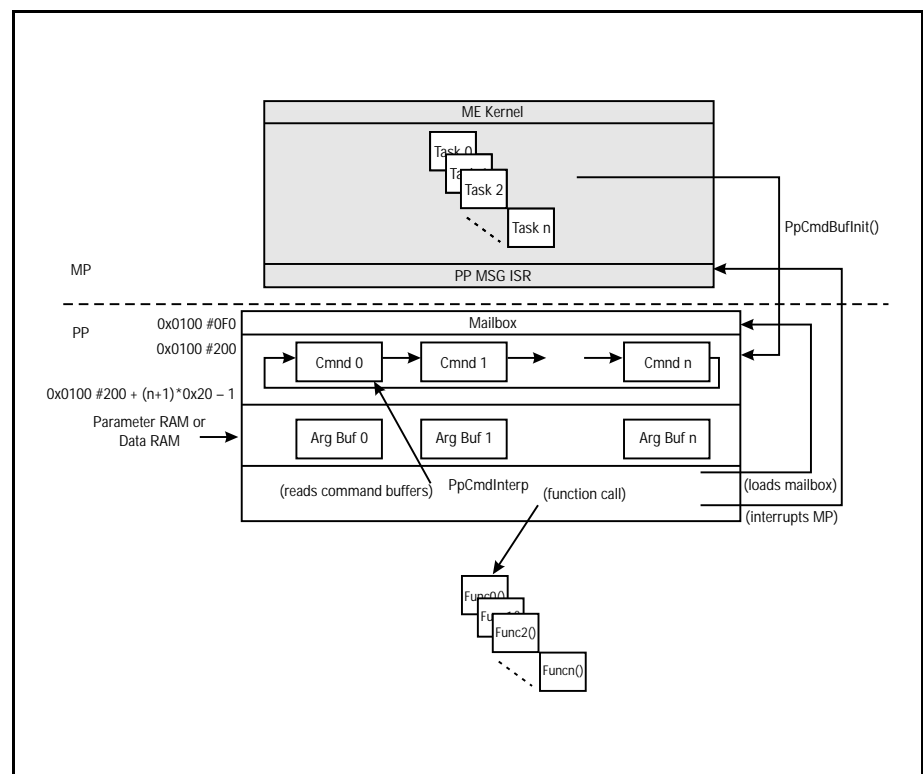 ME Kernel
Task 0
Task 2
Task n
PpCmdBufInit()
MP
PP MSG ISR
PP
0x0100 #0F0
Mailbox
0x0100 #200
Cmnd 0
Cmnd 1
Cmnd n
0x0100 #200 + (n+1)*0x20 – 1
Parameter RAM or
Data RAM
Arg Buf 0
Arg Buf 1
Arg Buf n
(reads command buffers)
PpCmdInterp
(function call)
(loads mailbox)
(interrupts MP)
Func0()
Func2()
Funcn()